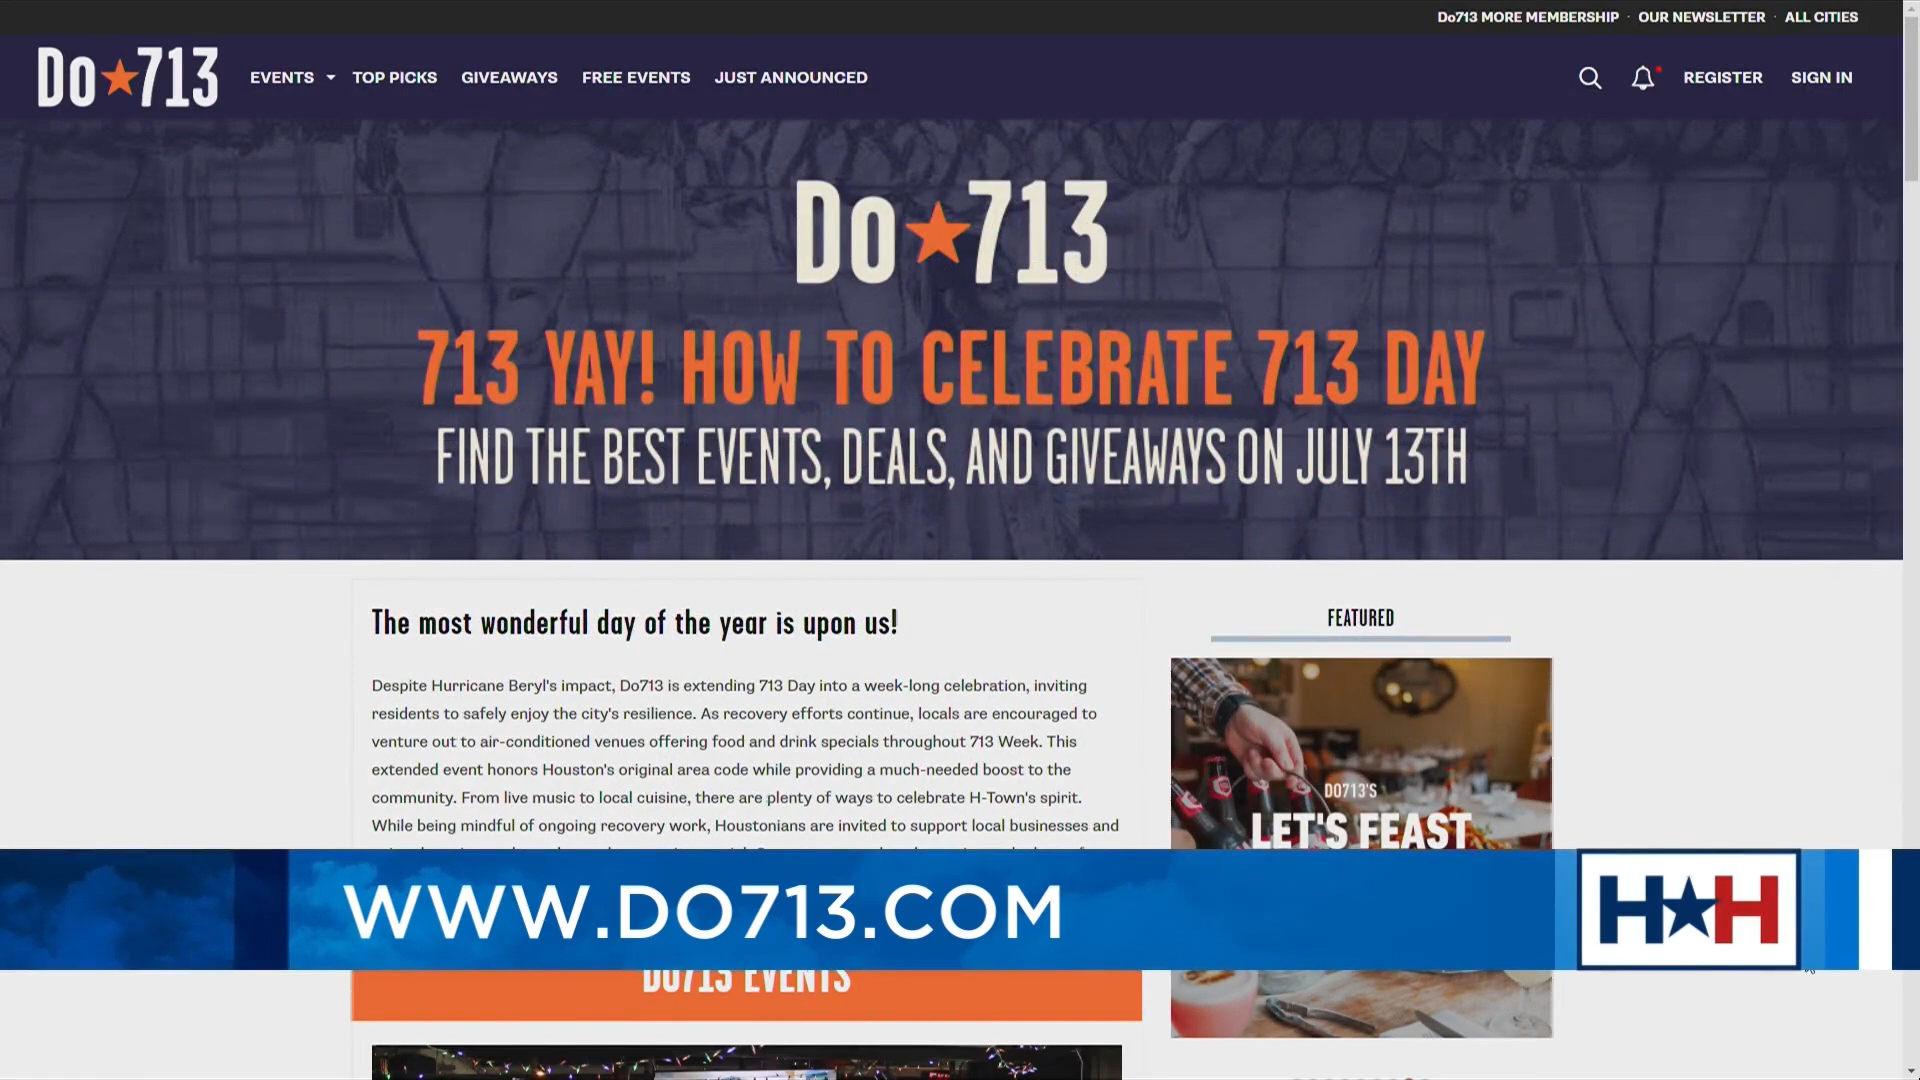 Do713 MORE MEMBERSHIP · OUR NEWSLETTER · ALL CITIES
Do★713 EVENTS TOP PICKS GIVEAWAYS FREE EVENTS JUST ANNOUNCED REGISTER SIGN IN
Do★713
713 YAY! HOW TO CELEBRATE 713 DAY
FIND THE BEST EVENTS, DEALS, AND GIVEAWAYS ON JULY 13TH
The most wonderful day of the year is upon us!
Despite Hurricane Beryl's impact, Do713 is extending 713 Day into a week-long celebration, inviting
residents to safely enjoy the city's resilience. As recovery efforts continue, locals are encouraged to
venture out to air-conditioned venues offering food and drink specials throughout 713 Week. This
extended event honors Houston's original area code while providing a much-needed boost to the
community. From live music to local cuisine, there are plenty of ways to celebrate H-Town's spirit.
While being mindful of ongoing recovery work, Houstonians are invited to support local businesses and
FEATURED
DO713'S
LET'S FEAST
WWW.DO713.COM
H★H
Do713 EVENTS